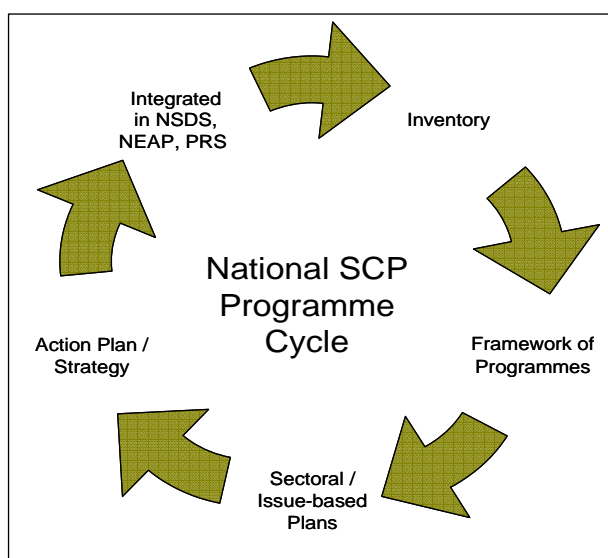 National SCP
Programme
Cycle
Integrated
in NSDS,
NEAP, PRS
Inventory
Framework of
Programmes
Sectoral /
Issue-based
Plans
Action Plan /
Strategy